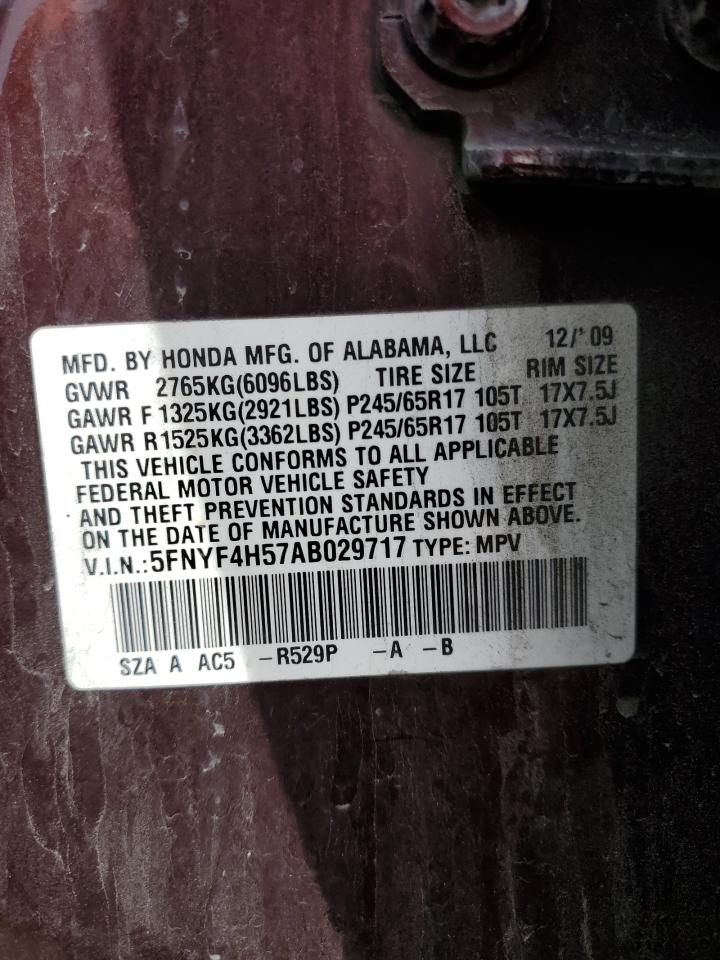 MFD. BY HONDA MFG. OF ALABAMA, LLC 12/'09
GVWR 2765KG(6096LBS) TIRE SIZE RIM SIZE
GAWR F 1325KG(2921LBS) P245/65R17 105T 17X7.5J
GAWR R 1525KG(3362LBS) P245/65R17 105T 17X7.5J
THIS VEHICLE CONFORMS TO ALL APPLICABLE
FEDERAL MOTOR VEHICLE SAFETY
AND THEFT PREVENTION STANDARDS IN EFFECT
ON THE DATE OF MANUFACTURE SHOWN ABOVE.
V.I.N.:5FNYF4H57AB029717 TYPE: MPV
SZA A AC5 -R529P -A -B